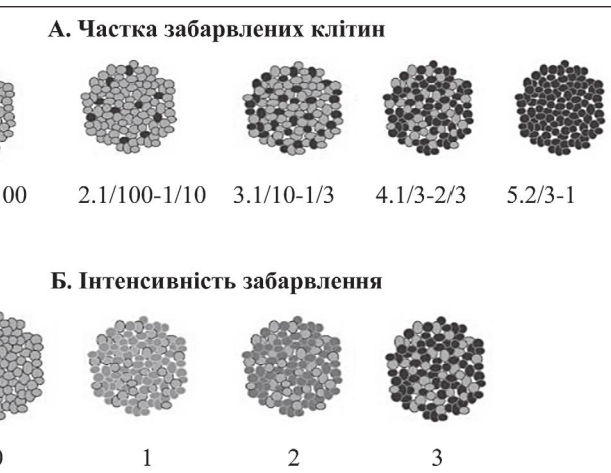 А. Частка забарвлених клітин
00 2.1/100-1/10 3.1/10-1/3 4.1/3-2/3 5.2/3-1
Б. Інтенсивність забарвлення
1 2 3